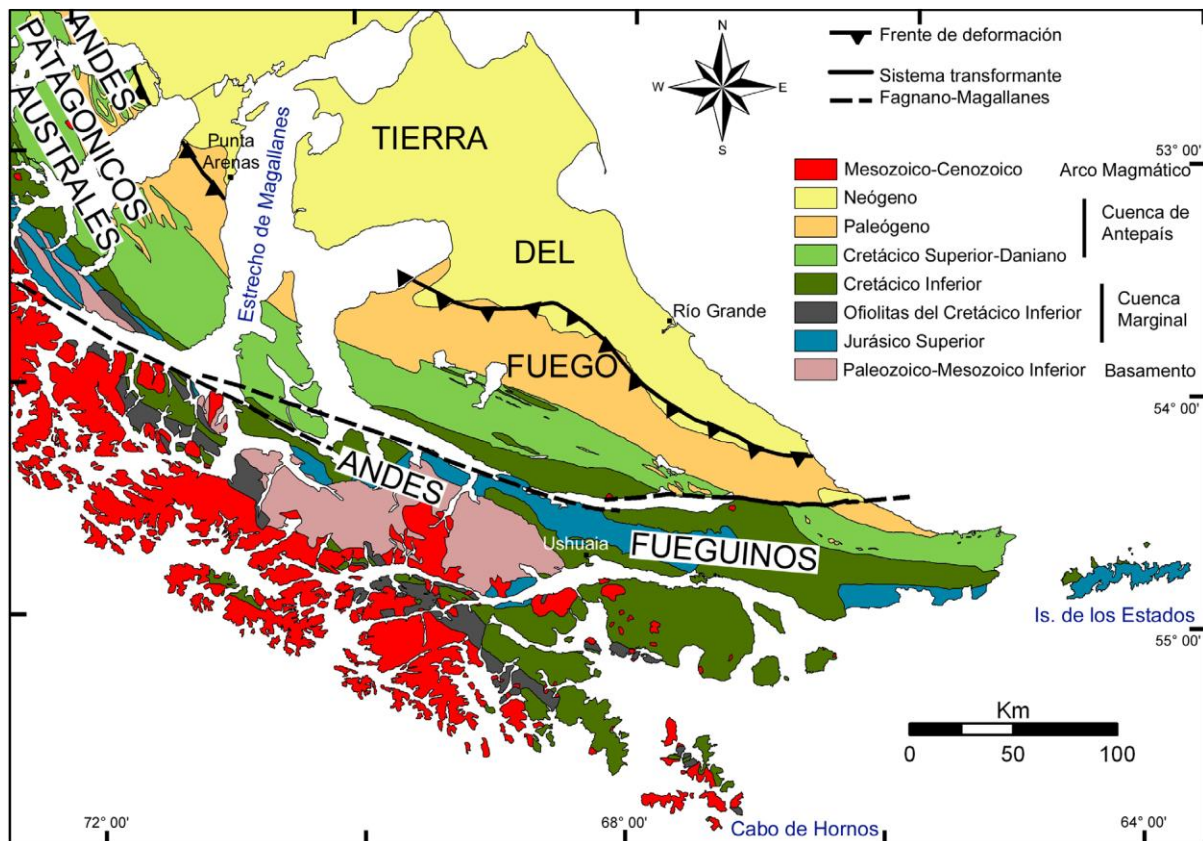 ANDES
PATAGONICOS
AUSTRALES
Punta
Arenas
Estrecho de Magallanes
TIERRA
DEL
FUEGO
Río Grande
ANDES
FUEGUINOS
Ushuaia
Is. de los Estados
Cabo de Hornos
N
W
E
S
Frente de deformación
Sistema transformante
Fagnano-Magallanes
Mesozoico-Cenozoico Arco Magmático
Neógeno
Paleógeno
Cretácico Superior-Daniano
Cuenca de
Antepaís
Cretácico Inferior
Ofiolitas del Cretácico Inferior
Jurásico Superior
Cuenca
Marginal
Paleozoico-Mesozoico Inferior Basamento
53° 00'
54° 00'
55° 00'
Km
0 50 100
72° 00' 68° 00' 64° 00'